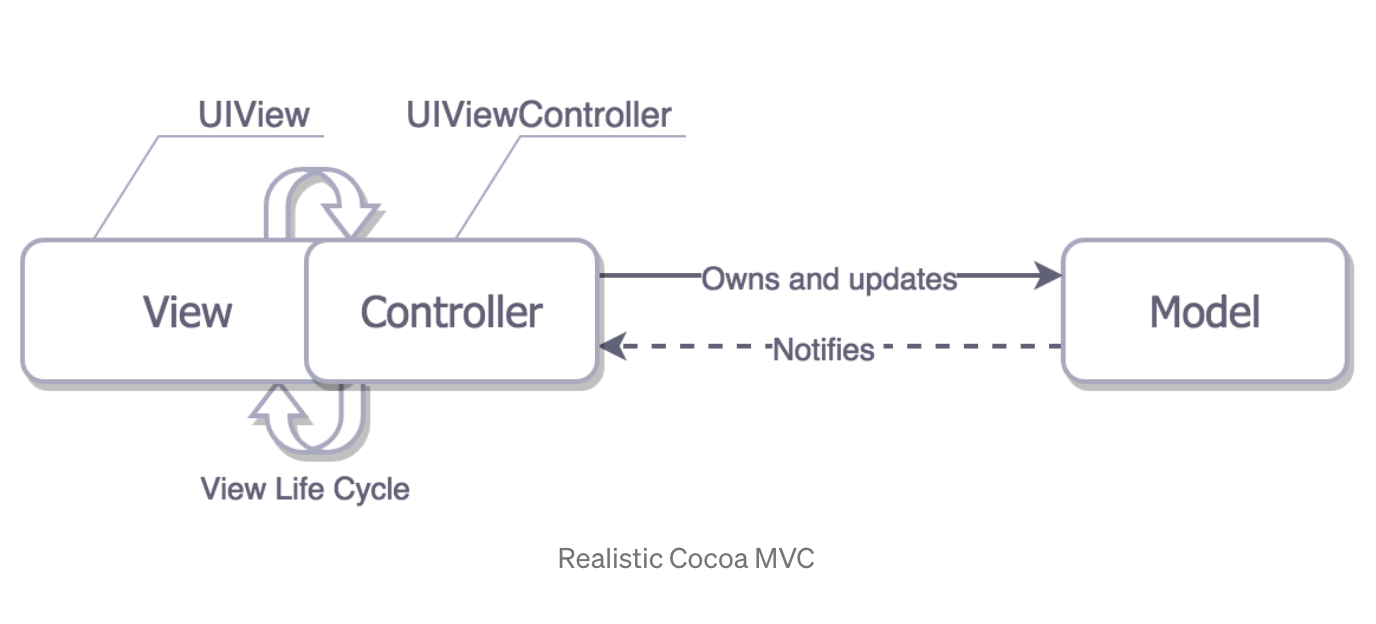 UIView
UIViewController
View
Controller
Owns and updates
Notifies
Model
View Life Cycle
Realistic Cocoa MVC